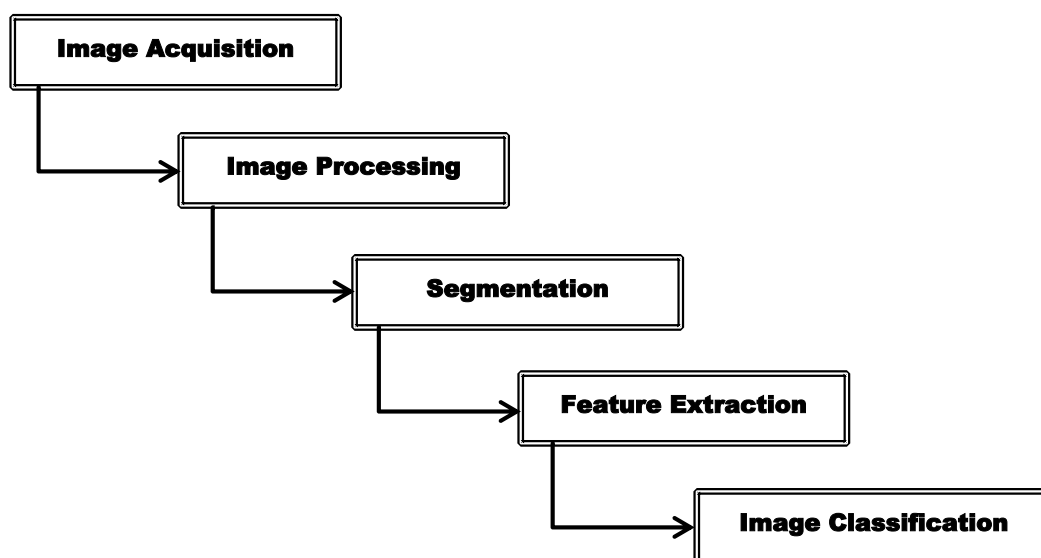 Image Acquisition
Image Processing
Segmentation
Feature Extraction
Image Classification